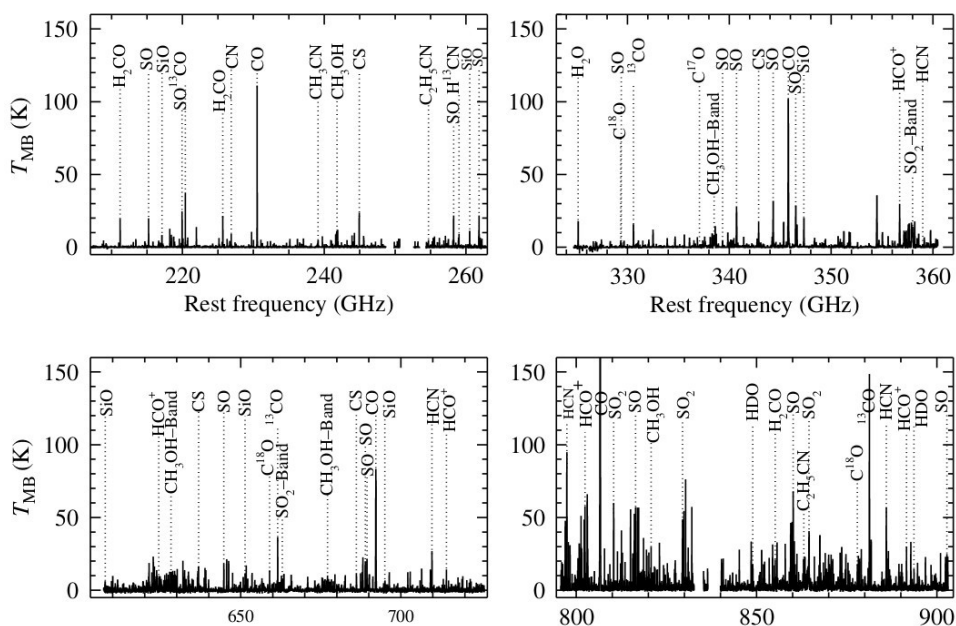 150
100
50
0
T_MB (K)
H₂CO
SO
SiO
SO
¹³CO
H₂CO
CN
CO
CH₃CN
CH₃OH
CS
C₂H₅CN
SO
H¹³CN
SiO
SO
220
240
260
Rest frequency (GHz)
150
100
50
0
H₂O
C¹⁸O
SO
¹³CO
C¹⁷O
CH₃OH–Band
SO
SO
CS
SO
CO
SO
SiO
HCO⁺
SO₂–Band
HCN
330
340
350
360
Rest frequency (GHz)
150
100
50
0
T_MB (K)
SiO
HCO⁺
CH₃OH–Band
CS
SO
SiO
C¹⁸O
¹³CO
SO₂–Band
CH₃OH–Band
CS
SO
SO
CO
SiO
HCN
HCO⁺
650
700
150
100
50
0
HCN
HCO⁺
CO
SO₂
SO
CH₃OH
SO₂
HDO
H₂CO
SO
C₂H₅CN
SO₂
C¹⁸O
¹³CO
HCN
HCO⁺
HDO
SO
800
850
900